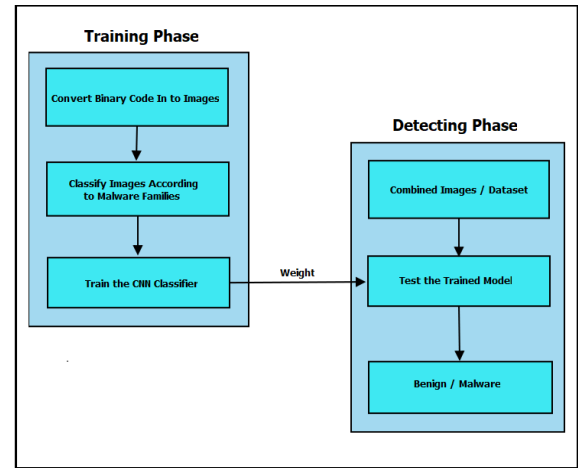 Training Phase
Convert Binary Code In to Images
Classify Images According
to Malware Families
Train the CNN Classifier
Weight
Detecting Phase
Combined Images / Dataset
Test the Trained Model
Benign / Malware